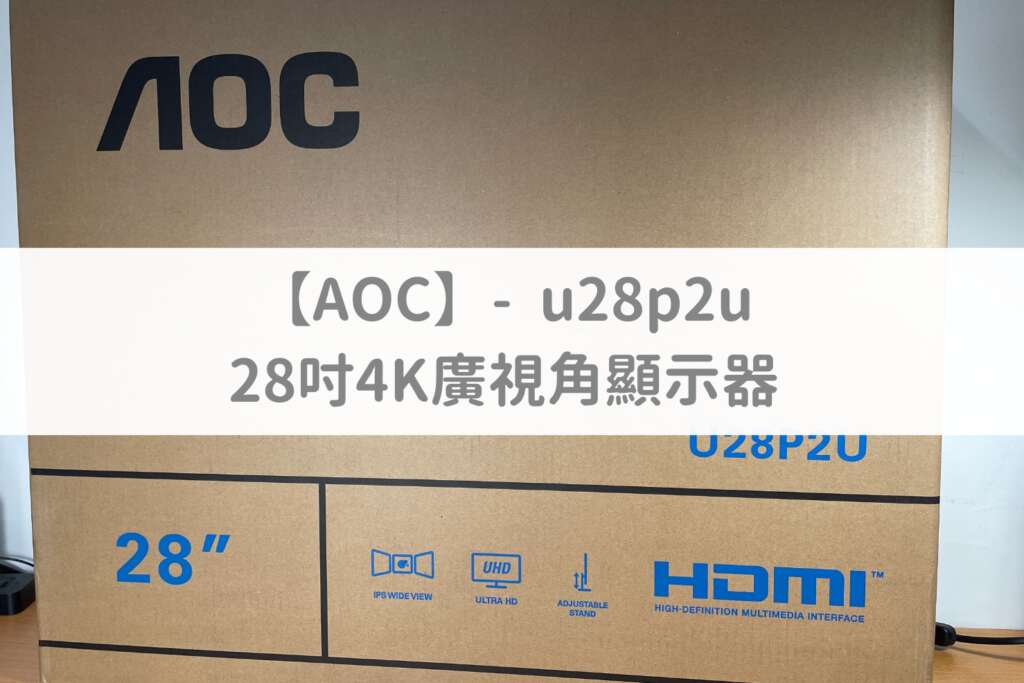 AOC
【AOC】- u28p2u
28吋4K廣視角顯示器
U28P2U
28"
IPS WIDE VIEW
UHD
ULTRA HD
ADJUSTABLE
STAND
HDMI™
HIGH-DEFINITION MULTIMEDIA INTERFACE